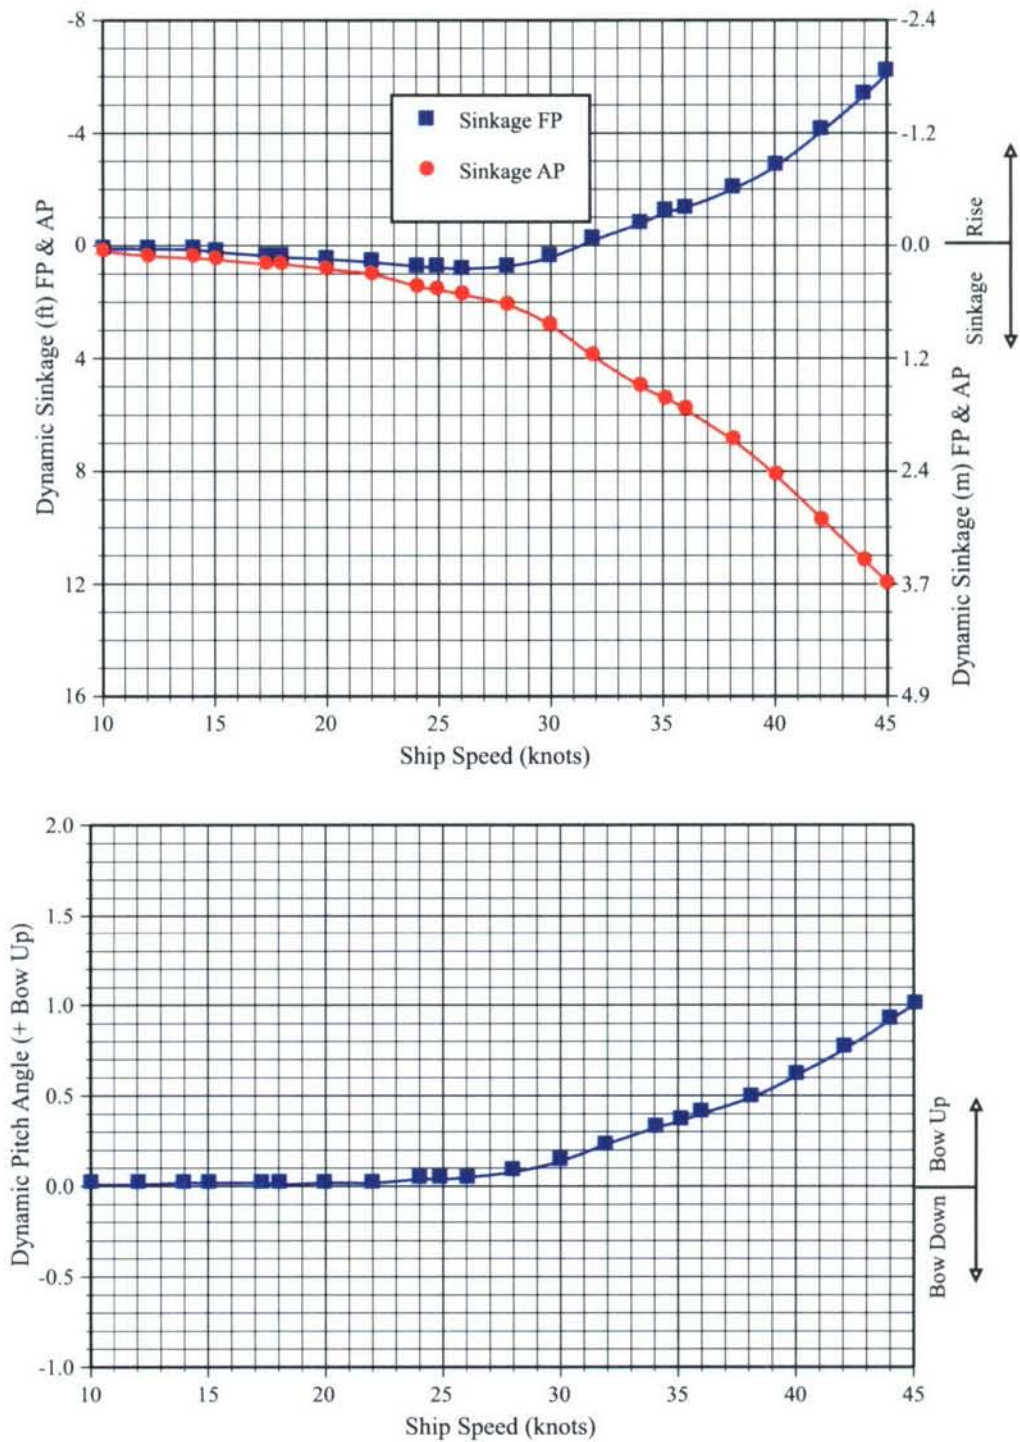 -8
-4
0
4
8
12
16
Dynamic Sinkage (ft) FP & AP
Sinkage FP
Sinkage AP
-2.4
-1.2
0.0
1.2
2.4
3.7
4.9
Dynamic Sinkage (m) FP & AP
Rise
Sinkage
10 15 20 25 30 35 40 45
Ship Speed (knots)
2.0
1.5
1.0
0.5
0.0
-0.5
-1.0
Dynamic Pitch Angle (+ Bow Up)
Bow Up
Bow Down
10 15 20 25 30 35 40 45
Ship Speed (knots)